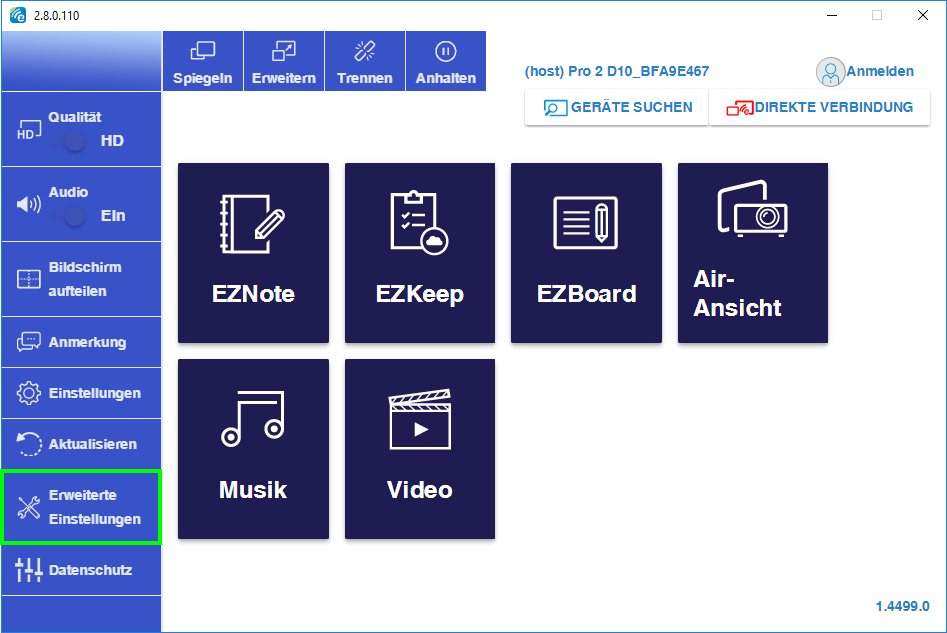 2.8.0.110
Spiegeln
Erweitern
Trennen
Anhalten
(host) Pro 2 D10_BFA9E467
Anmelden
GERÄTE SUCHEN
DIREKTE VERBINDUNG
HD
Qualität
HD
Audio
EIn
Bildschirm
aufteilen
Anmerkung
Einstellungen
Aktualisieren
Erweiterte
Einstellungen
Datenschutz
EZNote
EZKeep
EZBoard
Air-
Ansicht
Musik
Video
1.4499.0